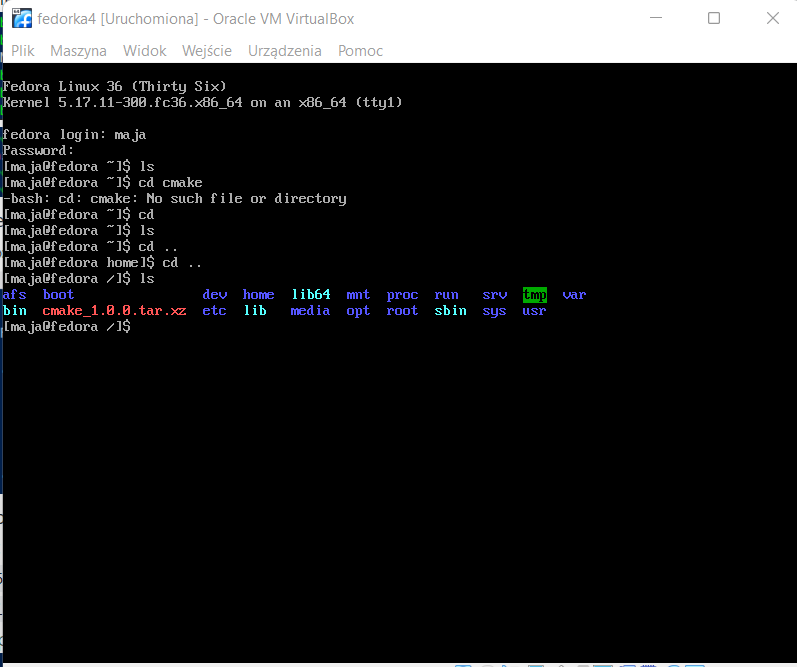 fedorka4 [Uruchomiona] - Oracle VM VirtualBox
Plik Maszyna Widok Wejście Urządzenia Pomoc
Fedora Linux 36 (Thirty Six)
Kernel 5.17.11-300.fc36.x86_64 on an x86_64 (tty1)
fedora login: maja
Password:
[maja@fedora ~]$ ls
[maja@fedora ~]$ cd cmake
-bash: cd: cmake: No such file or directory
[maja@fedora ~]$ cd
[maja@fedora ~]$ ls
[maja@fedora ~]$ cd ..
[maja@fedora home]$ cd ..
[maja@fedora /]$ ls
afs boot dev home lib64 mnt proc run srv tmp var
bin cmake_1.0.0.tar.xz etc lib media opt root sbin sys usr
[maja@fedora /]$